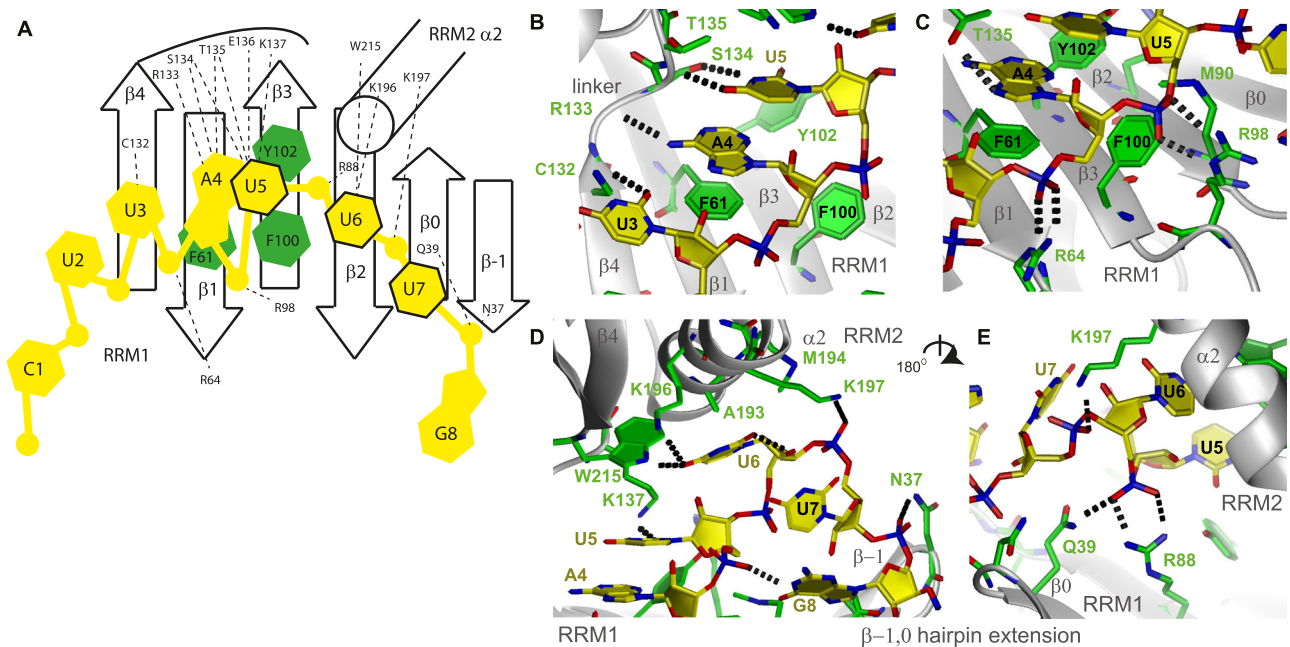 A
RRM2 α2
E136
T135
K137
S134
R133
W215
K197
β4
β3
K196
C132
Y102
A4
U5
R88
U3
U6
β0
F100
Q39
U2
F61
β1
β2
U7
β-1
R98
N37
RRM1
C1
R64
G8
B
T135
S134
U5
linker
R133
Y102
A4
C132
β3
F61
F100
β2
U3
β4
β1
RRM1
C
T135
Y102
U5
A4
β2
M90
β0
F61
F100
R98
β3
β1
R64
RRM1
D
β4
α2
RRM2
M194
K196
K197
A193
U6
W215
N37
K137
U7
U5
β−1
A4
G8
RRM1
180°
E
K197
α2
U7
U6
U5
RRM2
Q39
R88
β0
RRM1
β−1,0 hairpin extension